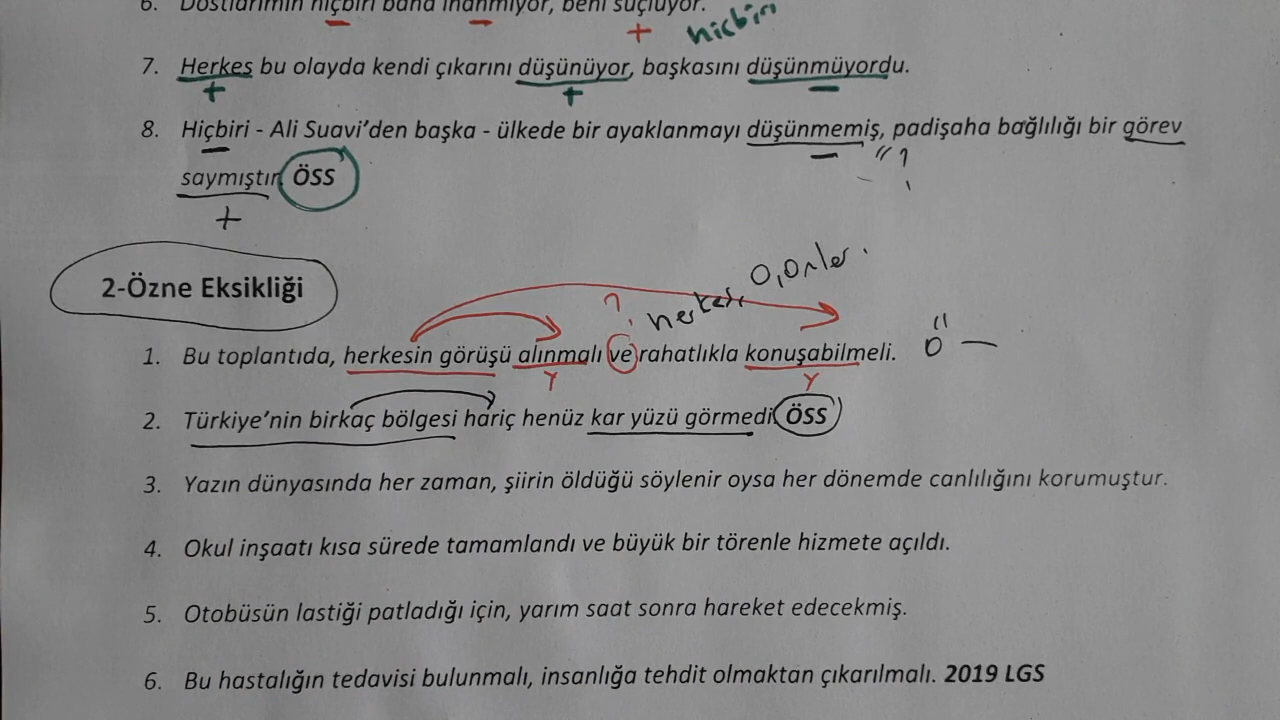 6. Dostlarımın hiçbiri bana inanmıyor, beni suçluyor.
hiçbiri
7. Herkes bu olayda kendi çıkarını düşünüyor, başkasını düşünmüyordu.
8. Hiçbiri - Ali Suavi'den başka - ülkede bir ayaklanmayı düşünmemiş, padişaha bağlılığı bir görev
saymıştır. ÖSS
2-Özne Eksikliği
herkes, O, Onlar.
1. Bu toplantıda, herkesin görüşü alınmalı ve rahatlıkla konuşabilmeli. Ö —
Y Y
2. Türkiye'nin birkaç bölgesi hariç henüz kar yüzü görmedi. ÖSS
3. Yazın dünyasında her zaman, şiirin öldüğü söylenir oysa her dönemde canlılığını korumuştur.
4. Okul inşaatı kısa sürede tamamlandı ve büyük bir törenle hizmete açıldı.
5. Otobüsün lastiği patladığı için, yarım saat sonra hareket edecekmiş.
6. Bu hastalığın tedavisi bulunmalı, insanlığa tehdit olmaktan çıkarılmalı. 2019 LGS